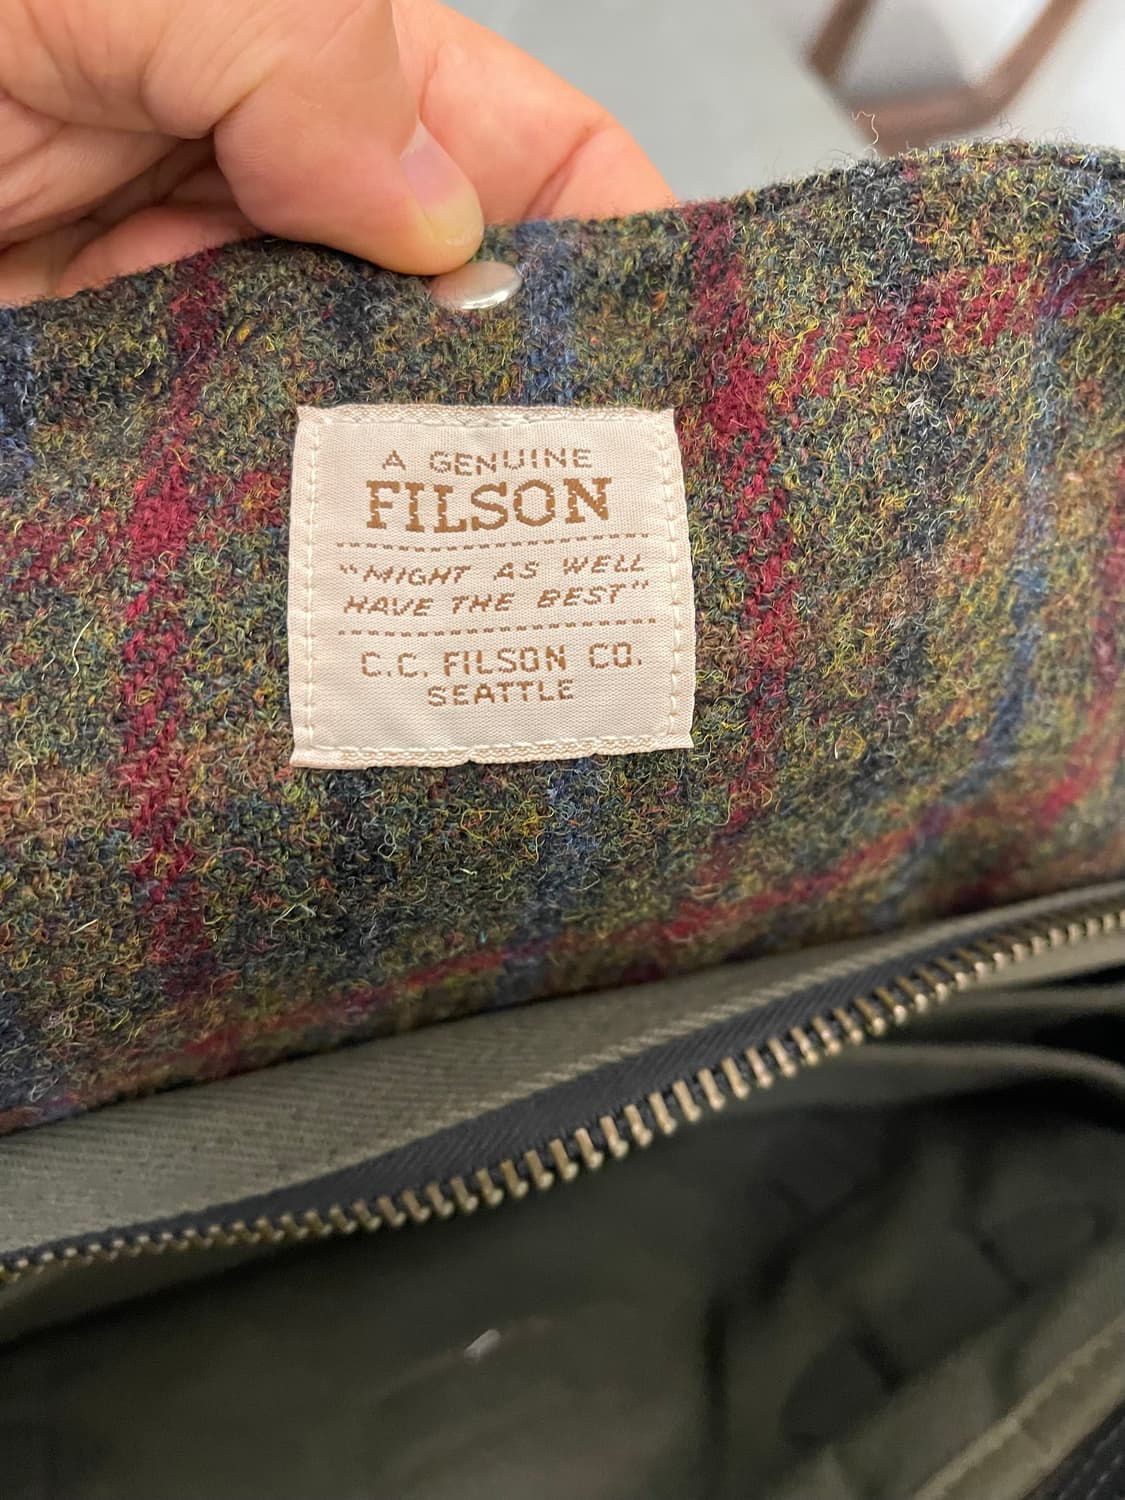 A GENUINE
FILSON
"MIGHT AS WELL
HAVE THE BEST"
C.C. FILSON CO.
SEATTLE